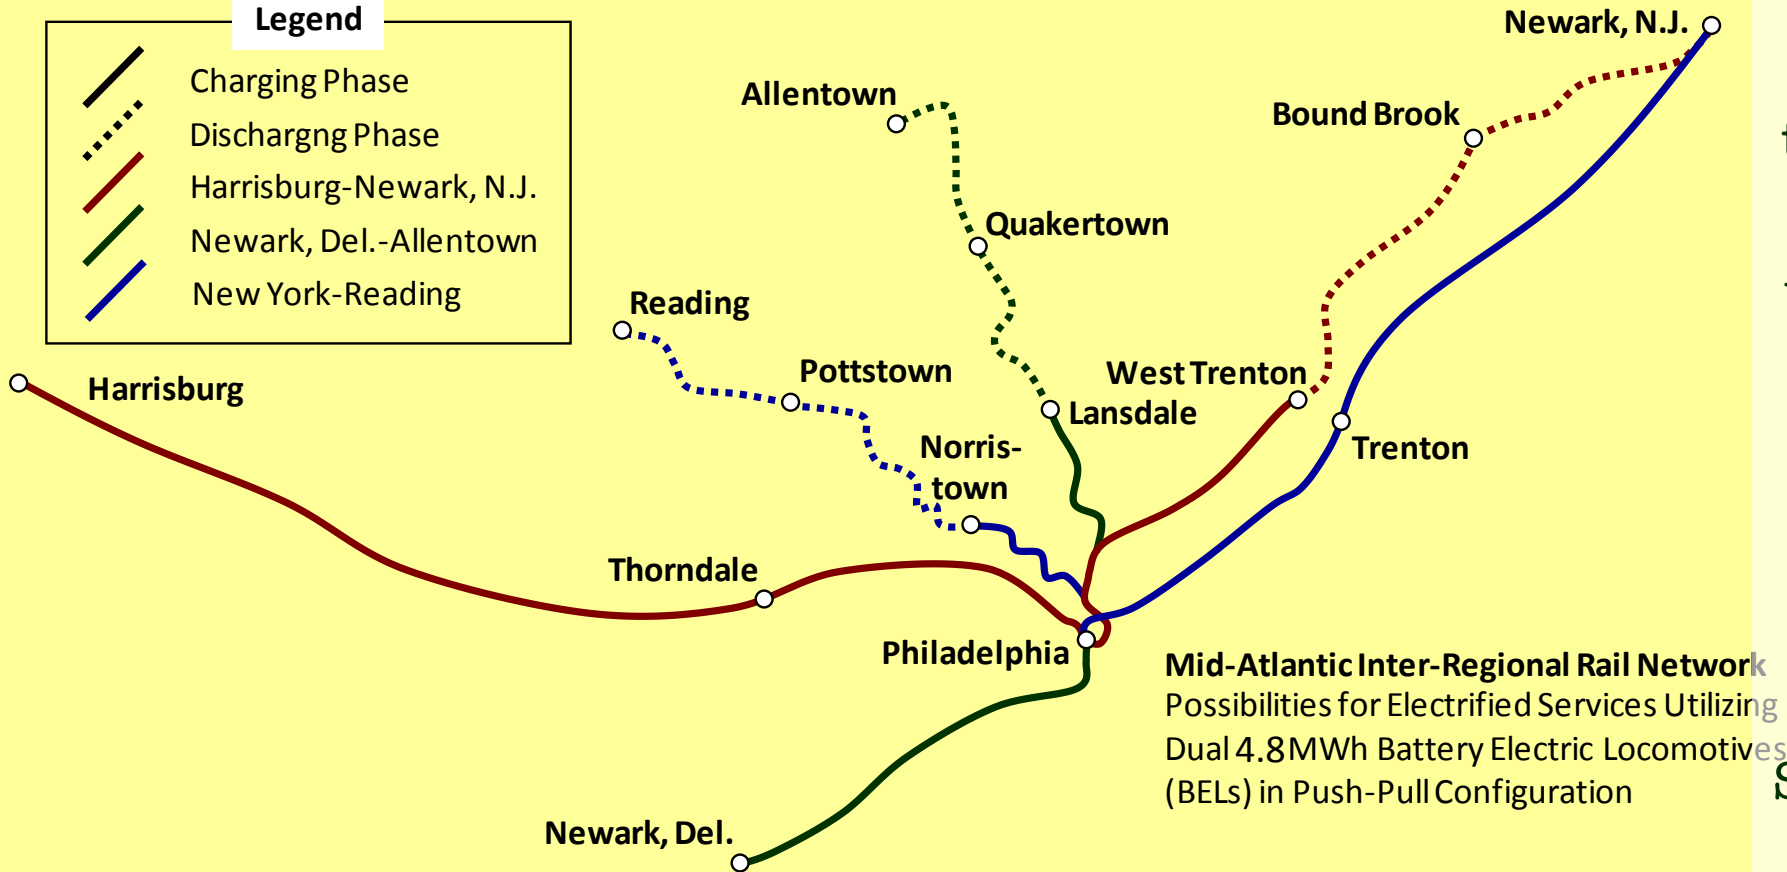 Legend
Charging Phase
Dischargng Phase
Harrisburg-Newark, N.J.
Newark, Del.-Allentown
New York-Reading
Newark, N.J.
Allentown
Bound Brook
Quakertown
Reading
Pottstown
West Trenton
Harrisburg
Lansdale
Trenton
Norris-
town
Thorndale
Philadelphia
Mid-Atlantic Inter-Regional Rail Network
Possibilities for Electrified Services Utilizing
Dual 4.8MWh Battery Electric Locomotives
(BELs) in Push-Pull Configuration
Newark, Del.